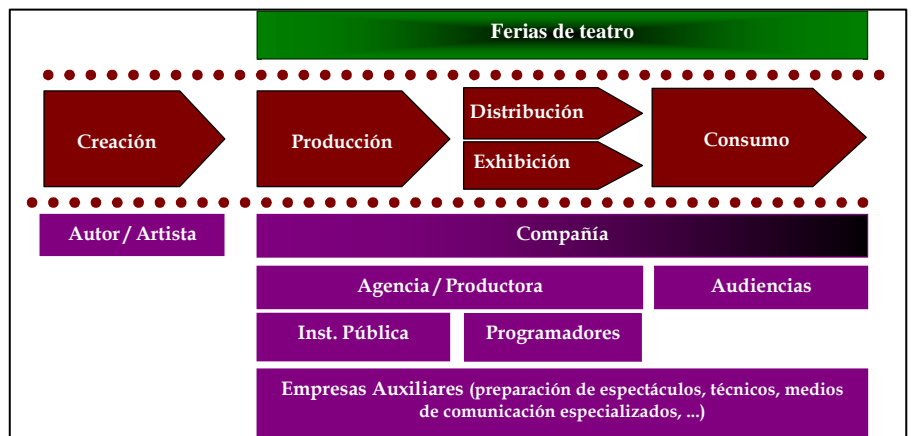 Ferias de teatro
Creación
Producción
Distribución
Exhibición
Consumo
Autor / Artista
Compañía
Agencia / Productora
Audiencias
Inst. Pública
Programadores
Empresas Auxiliares (preparación de espectáculos, técnicos, medios
de comunicación especializados, ...)